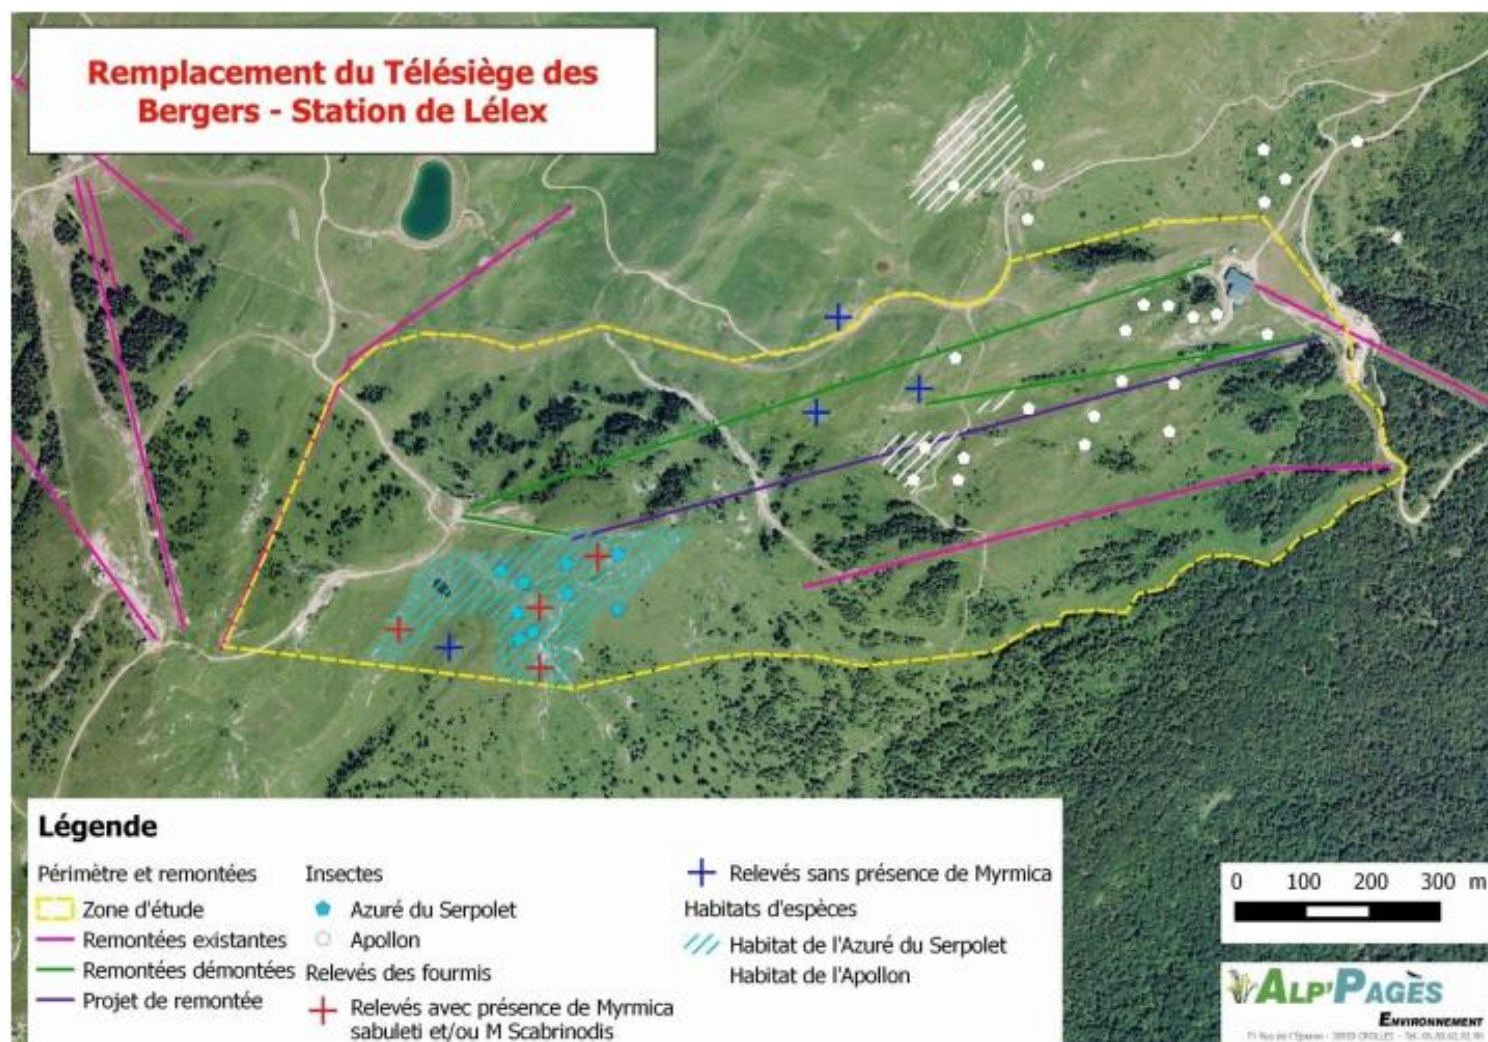 Remplacement du Télésiège des
Bergers - Station de Lélex
Légende
Périmètre et remontées
Zone d'étude
Remontées existantes
Remontées démontées
Projet de remontée
Insectes
Azuré du Serpolet
Apollon
Relevés des fourmis
Relevés avec présence de Myrmica
sabuleti et/ou M Scabrinodis
Relevés sans présence de Myrmica
Habitats d'espèces
Habitat de l'Azuré du Serpolet
Habitat de l'Apollon
0 100 200 300 m
ALP'PAGÈS
ENVIRONNEMENT